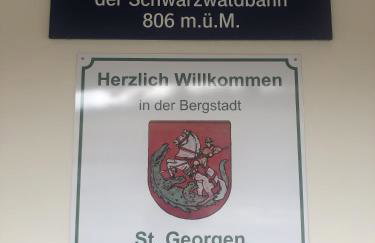 der Schwarzwaldbahn
806 m.ü.M.
Herzlich Willkommen
in der Bergstadt
St. Georgen